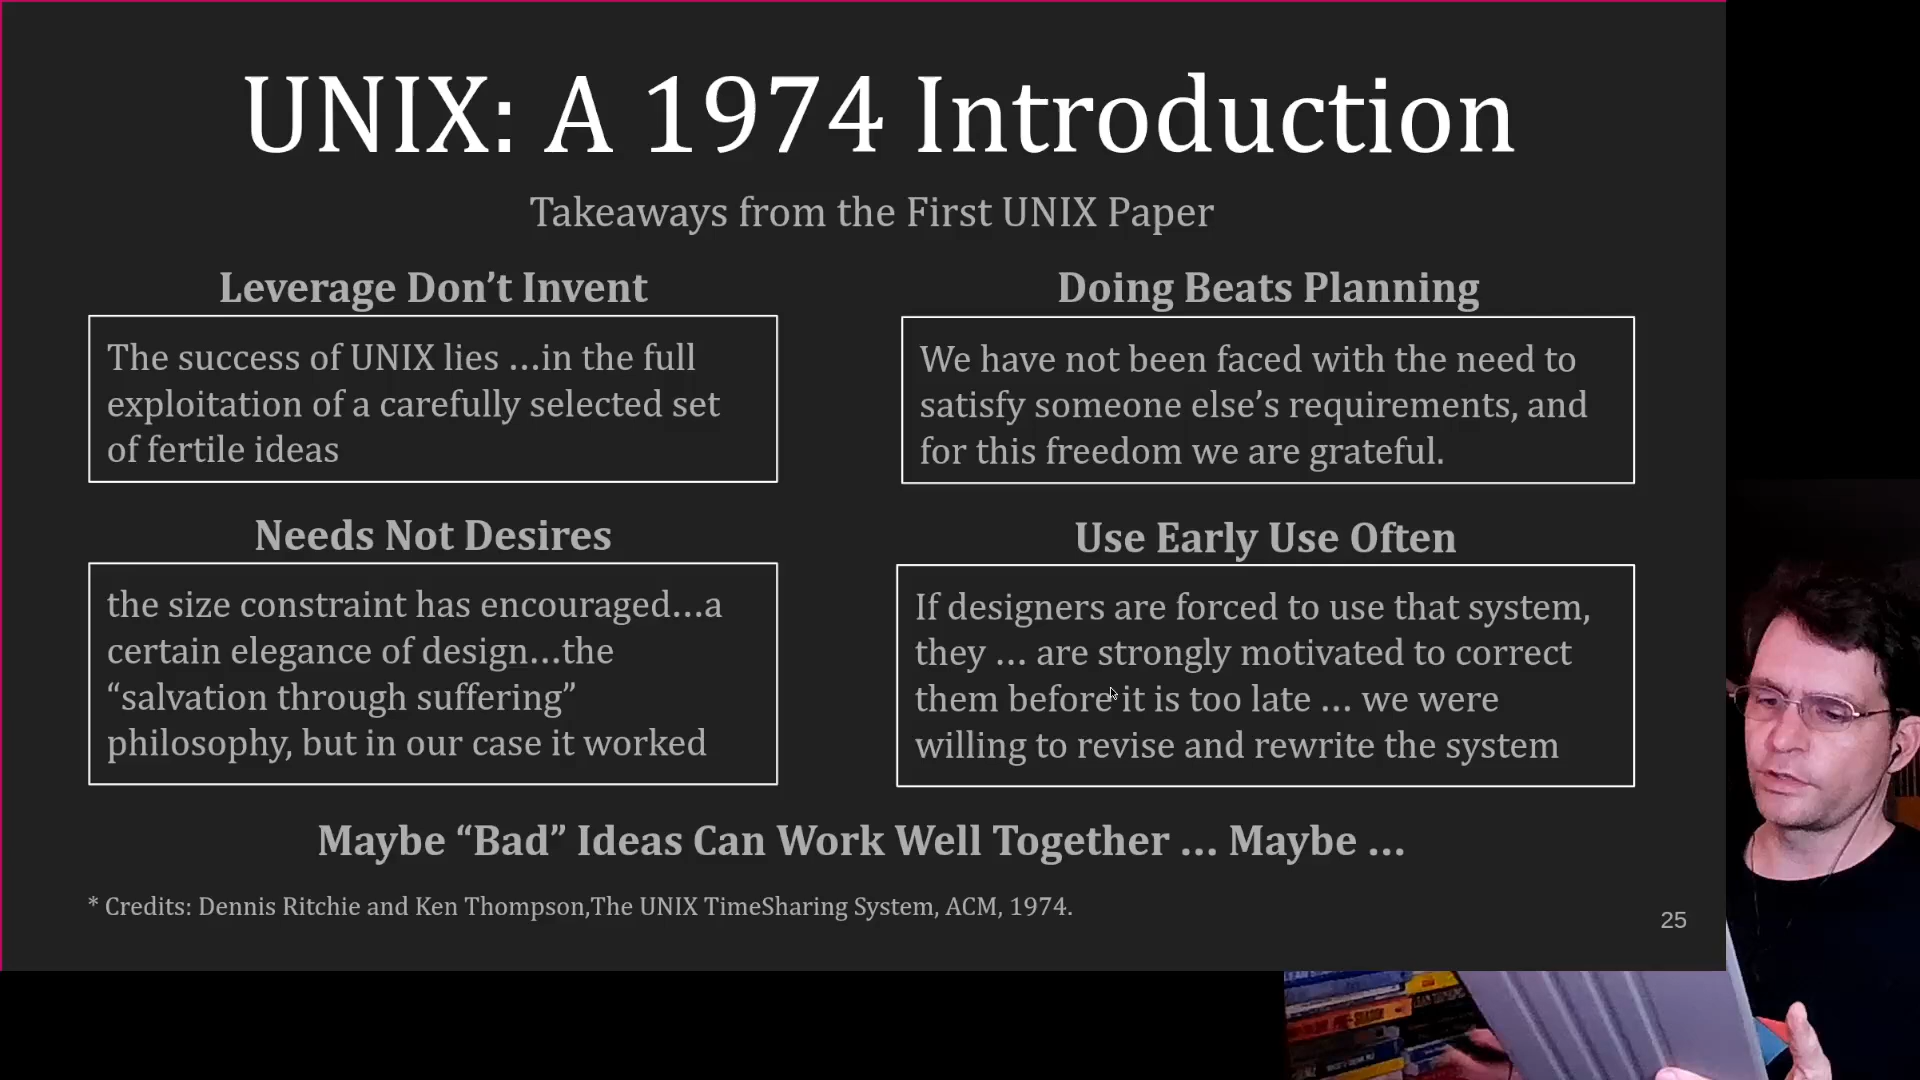 UNIX: A 1974 Introduction
Takeaways from the First UNIX Paper
Leverage Don’t Invent
The success of UNIX lies …in the full
exploitation of a carefully selected set
of fertile ideas
Doing Beats Planning
We have not been faced with the need to
satisfy someone else’s requirements, and
for this freedom we are grateful.
Needs Not Desires
the size constraint has encouraged…a
certain elegance of design…the
“salvation through suffering”
philosophy, but in our case it worked
Use Early Use Often
If designers are forced to use that system,
they … are strongly motivated to correct
them before it is too late … we were
willing to revise and rewrite the system
Maybe “Bad” Ideas Can Work Well Together … Maybe …
* Credits: Dennis Ritchie and Ken Thompson,The UNIX TimeSharing System, ACM, 1974.
25